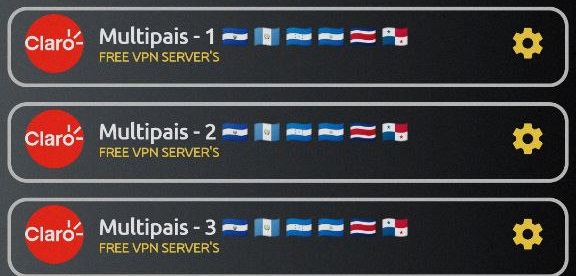 Claro
Multipais - 1
FREE VPN SERVER'S
Claro
Multipais - 2
FREE VPN SERVER'S
Claro
Multipais - 3
FREE VPN SERVER'S